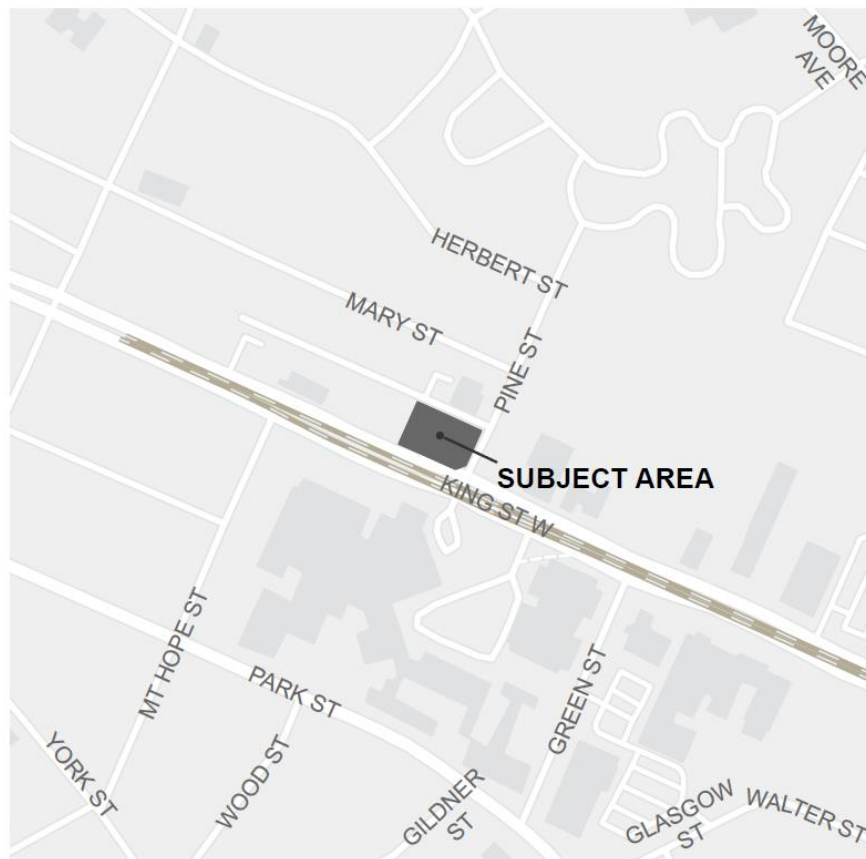 MOORE
AVE
HERBERT ST
MARY ST
PINE ST
SUBJECT AREA
KING ST W
MT HOPE ST
PARK ST
GREEN ST
YORK ST
WOOD ST
GILDNER
ST
GLASGOW
ST
WALTER ST